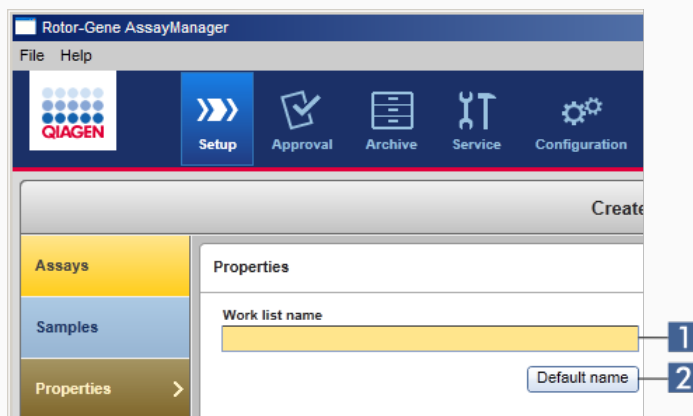 Rotor-Gene AssayManager
File Help
QIAGEN
Setup Approval Archive Service Configuration
Create
Assays
Properties
Work list name
Samples
1
Default name
2
Properties